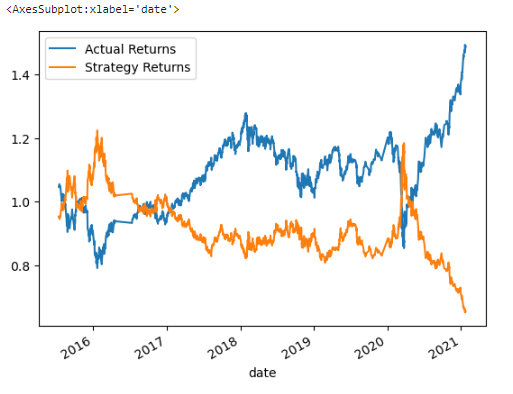 <AxesSubplot:xlabel='date'>
Actual Returns
Strategy Returns
1.4
1.2
1.0
0.8
2016
2017
2018
2019
2020
2021
date